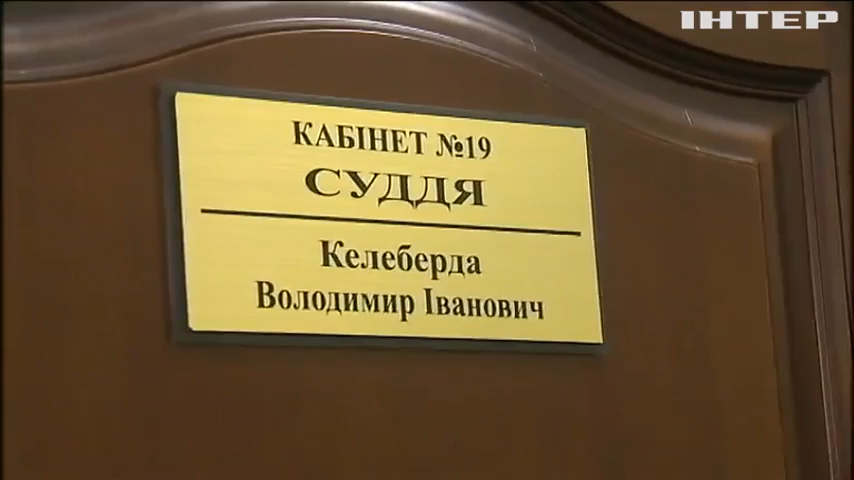 ІНТЕР
КАБІНЕТ №19
СУДДЯ
Келеберда
Володимир Іванович